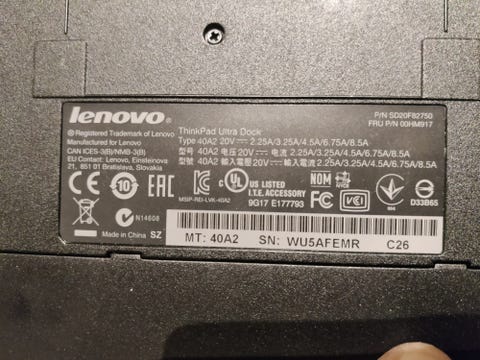 lenovo®
® Registered Trademark of Lenovo
Manufactured for Lenovo
CAN ICES-3(B)/NMB-3(B)
EU Contact: Lenovo, Einsteinova
21, 851 01 Bratislava, Slovakia
ThinkPad Ultra Dock
Type 40A2 20V⎓ 2.25A/3.25A/4.5A/6.75A/8.5A
型号 40A2 电压 20V⎓ 电流 2.25A/3.25A/4.5A/6.75A/8.5A
型號 40A2 輸入電壓 20V⎓ 輸入電流 2.25A/3.25A/4.5A/6.75A/8.5A
P/N SD20F82750
FRU P/N 00HM917
10
EAC
MSIP-REI-LVK-40A2
c UL US LISTED
I.T.E. ACCESSORY
9G17 E177793
NOM
NYCE
VCI
D33B65
N14608
Made in China SZ
MT: 40A2 SN: WU5AFEMR C26